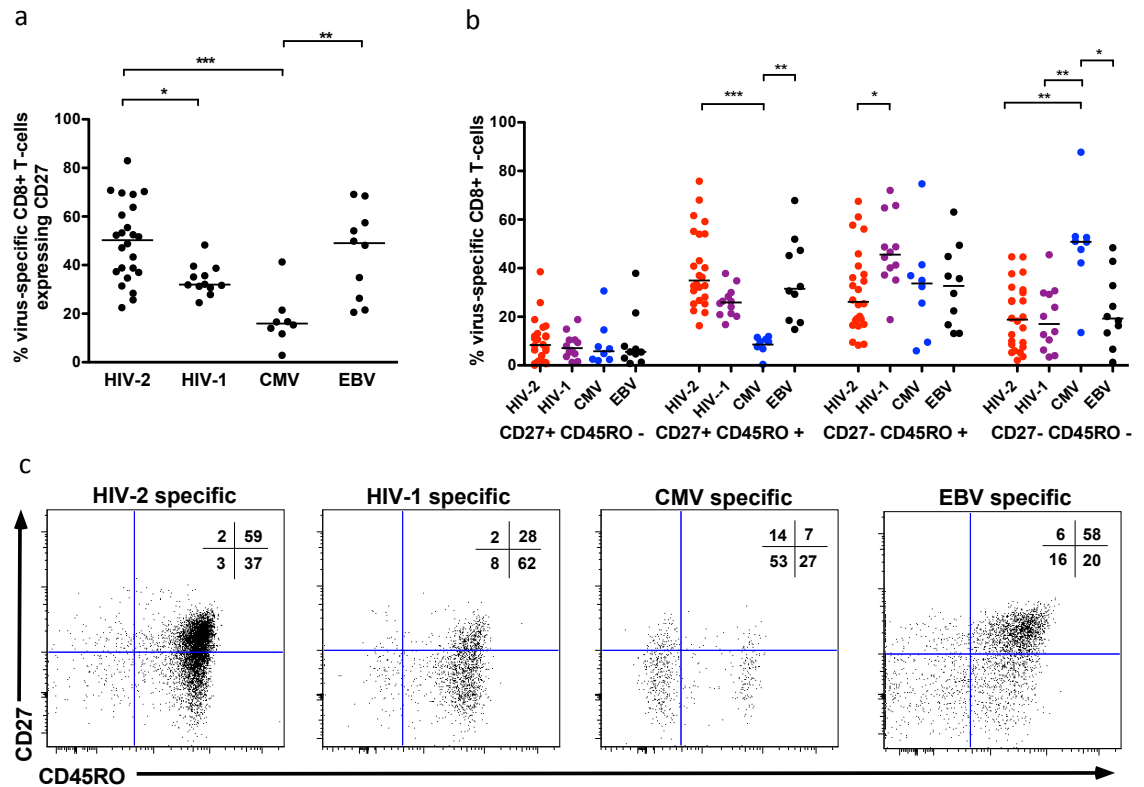 a
b
**
***
*
% virus-specific CD8+ T-cells
expressing CD27
100
80
60
40
20
0
HIV-2
HIV-1
CMV
EBV
*
**
**
***
*
**
% virus-specific CD8+ T-cells
100
80
60
40
20
0
HIV-2
HIV-1
CMV
EBV
HIV-2
HIV--1
CMV
EBV
HIV-2
HIV-1
CMV
EBV
HIV-2
HIV-1
CMV
EBV
CD27+ CD45RO -
CD27+ CD45RO +
CD27- CD45RO +
CD27- CD45RO -
c
HIV-2 specific
HIV-1 specific
CMV specific
EBV specific
2 59
3 37
2 28
8 62
14 7
53 27
6 58
16 20
CD27
CD45RO